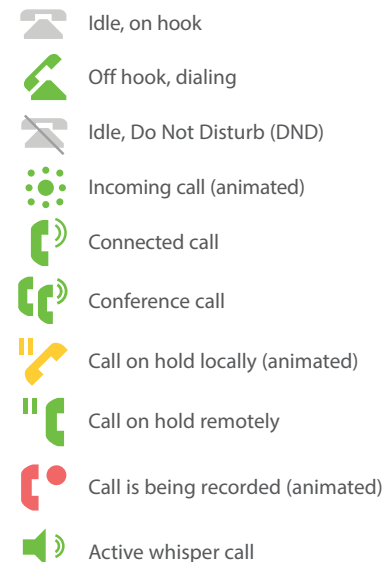 Idle, on hook
Off hook, dialing
Idle, Do Not Disturb (DND)
Incoming call (animated)
Connected call
Conference call
Call on hold locally (animated)
Call on hold remotely
Call is being recorded (animated)
Active whisper call